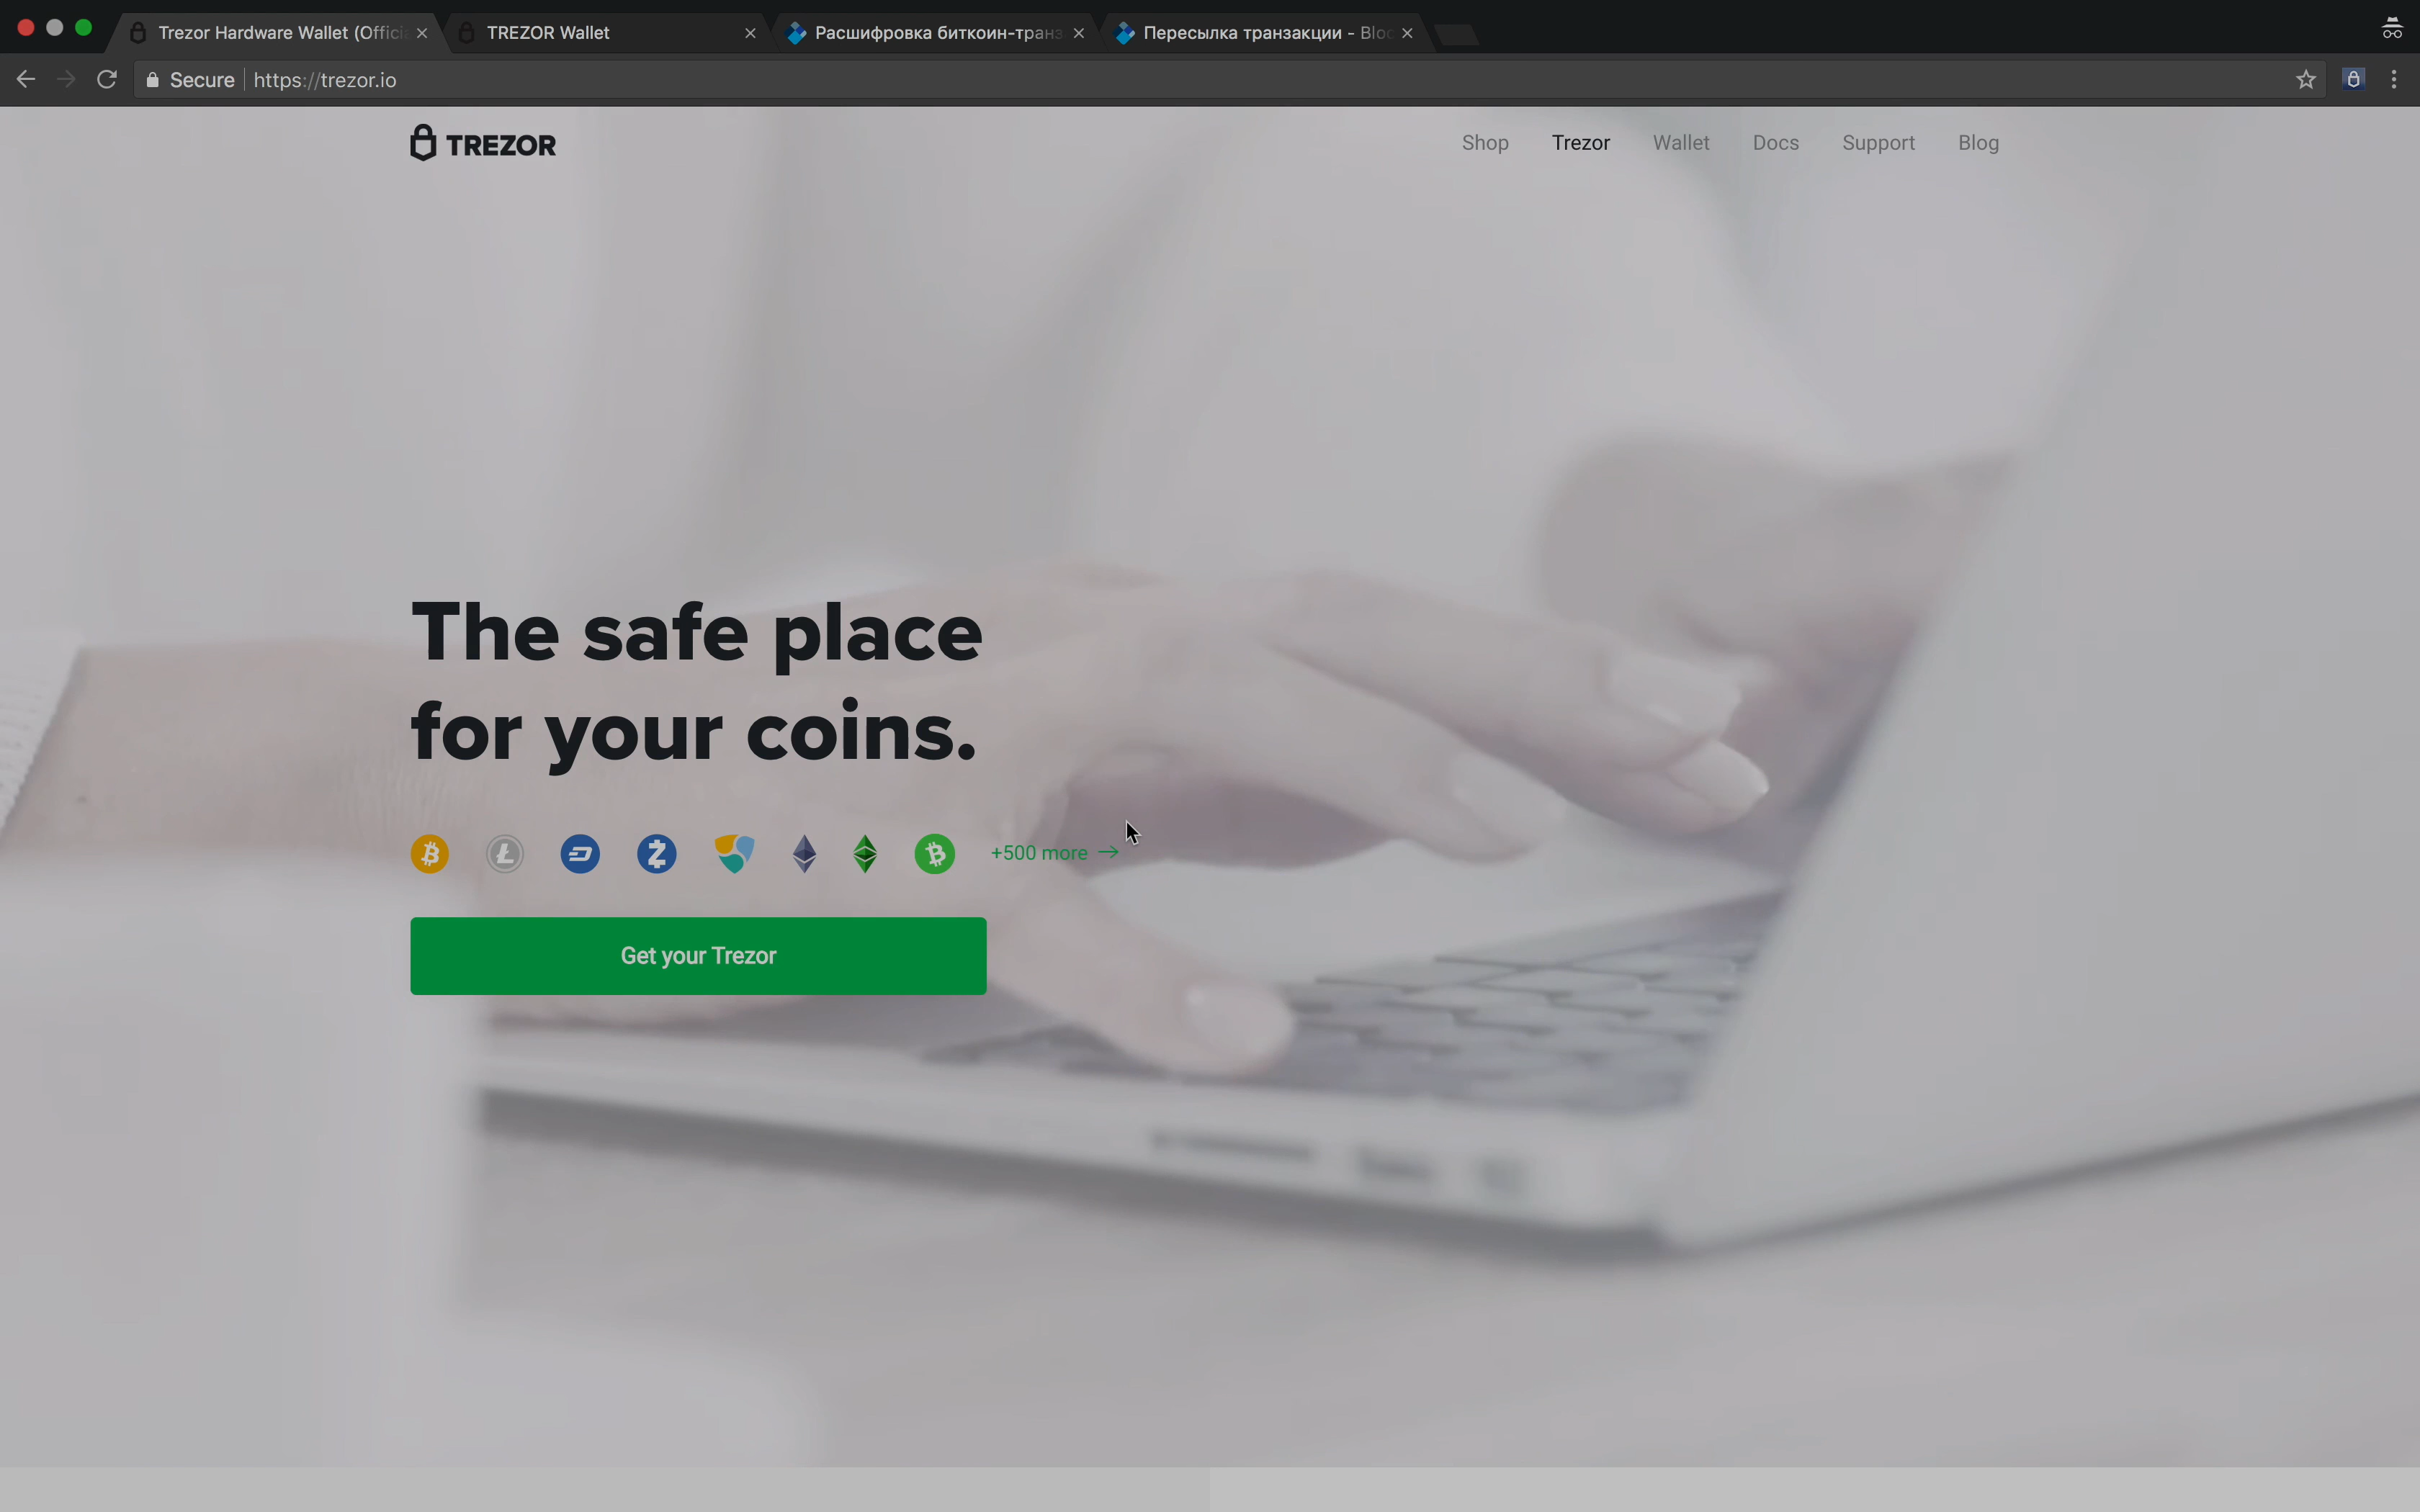 Trezor Hardware Wallet (Offici
TREZOR Wallet
Расшифровка биткоин-транз
Пересылка транзакции - Bloc
Secure
https://trezor.io
TREZOR
Shop
Trezor
Wallet
Docs
Support
Blog
The safe place
for your coins.
+500 more →
Get your Trezor